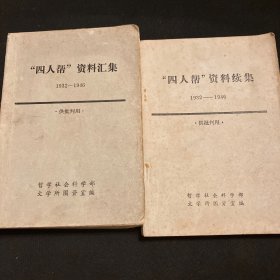 “四人帮”资料汇集
1932—1946
·供批判用·
哲学社会科学部
文学所图资室编
“四人帮”资料续集
1932——1946
·供批判用·
哲学社会科学部
文学所图资室编